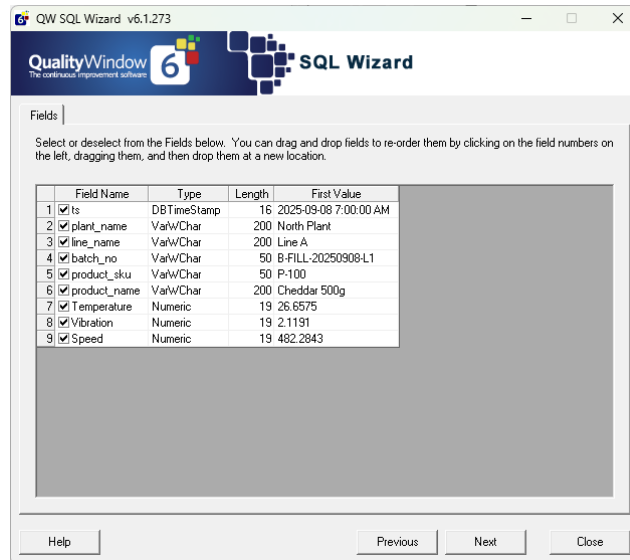 QW SQL Wizard v6.1.273
QualityWindow 6
The continuous improvement software
SQL Wizard
Fields
Select or deselect from the Fields below. You can drag and drop fields to re-order them by clicking on the field numbers on
the left, dragging them, and then drop them at a new location.
Field Name Type Length First Value
1 ts DBTimeStamp 16 2025-09-08 7:00:00 AM
2 plant_name VarWChar 200 North Plant
3 line_name VarWChar 200 Line A
4 batch_no VarWChar 50 B-FILL-20250908-L1
5 product_sku VarWChar 50 P-100
6 product_name VarWChar 200 Cheddar 500g
7 Temperature Numeric 19 26.6575
8 Vibration Numeric 19 2.1191
9 Speed Numeric 19 482.2843
Help Previous Next Close